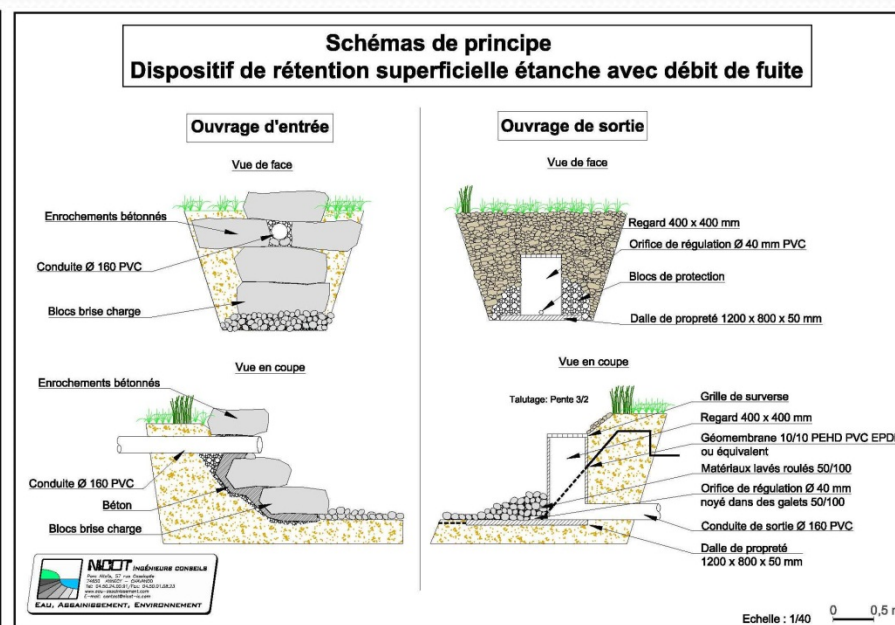 Schémas de principe
Dispositif de rétention superficielle étanche avec débit de fuite
Ouvrage d'entrée
Vue de face
Enrochements bétonnés
Conduite Ø 160 PVC
Blocs brise charge
Vue en coupe
Enrochements bétonnés
Conduite Ø 160 PVC
Béton
Blocs brise charge
Ouvrage de sortie
Vue de face
Regard 400 x 400 mm
Orifice de régulation Ø 40 mm PVC
Blocs de protection
Dalle de propreté 1200 x 800 x 50 mm
Vue en coupe
Talutage: Pente 3/2
Grille de surverse
Regard 400 x 400 mm
Géomembrane 10/10 PEHD PVC EPD
ou équivalent
Matériaux lavés roulés 50/100
Orifice de régulation Ø 40 mm
noyé dans des galets 50/100
Conduite de sortie Ø 160 PVC
Dalle de propreté
1200 x 800 x 50 mm
NICOT INGÉNIEURS CONSEILS
EAU, ASSAINISSEMENT, ENVIRONNEMENT
Echelle : 1/40
0 0,5 m